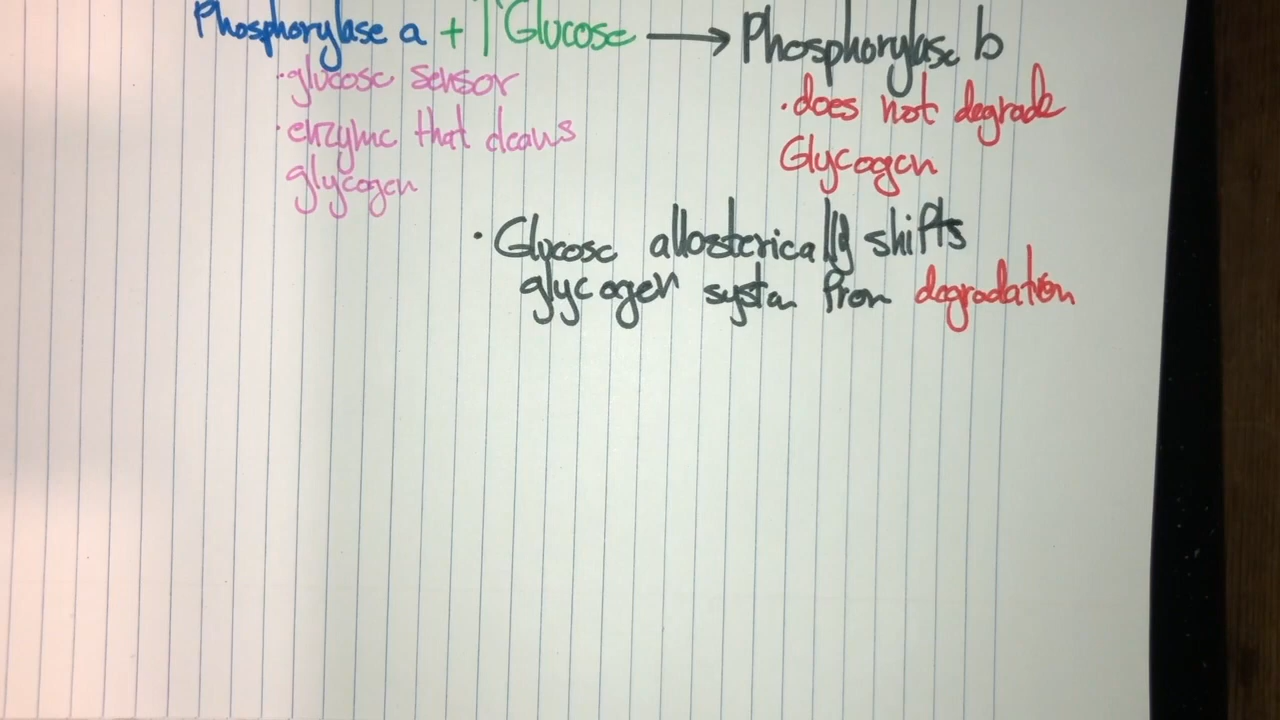 Phosphorylase a + ↑ Glucose → Phosphorylase b
· glucose sensor
· enzyme that cleaves
glycogen
· does not degrade
Glycogen
· Glucose allosterically shifts
glycogen system from degradation